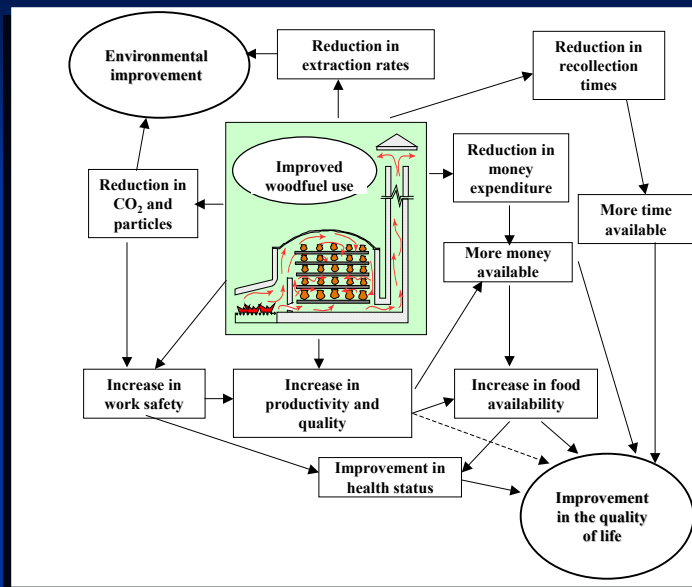 Environmental
improvement
Reduction in
extraction rates
Reduction in
recollection
times
Improved
woodfuel use
Reduction in
money
expenditure
Reduction in
CO₂ and
particles
More time
available
More money
available
Increase in
work safety
Increase in
productivity and
quality
Increase in food
availability
Improvement in
health status
Improvement
in the quality
of life